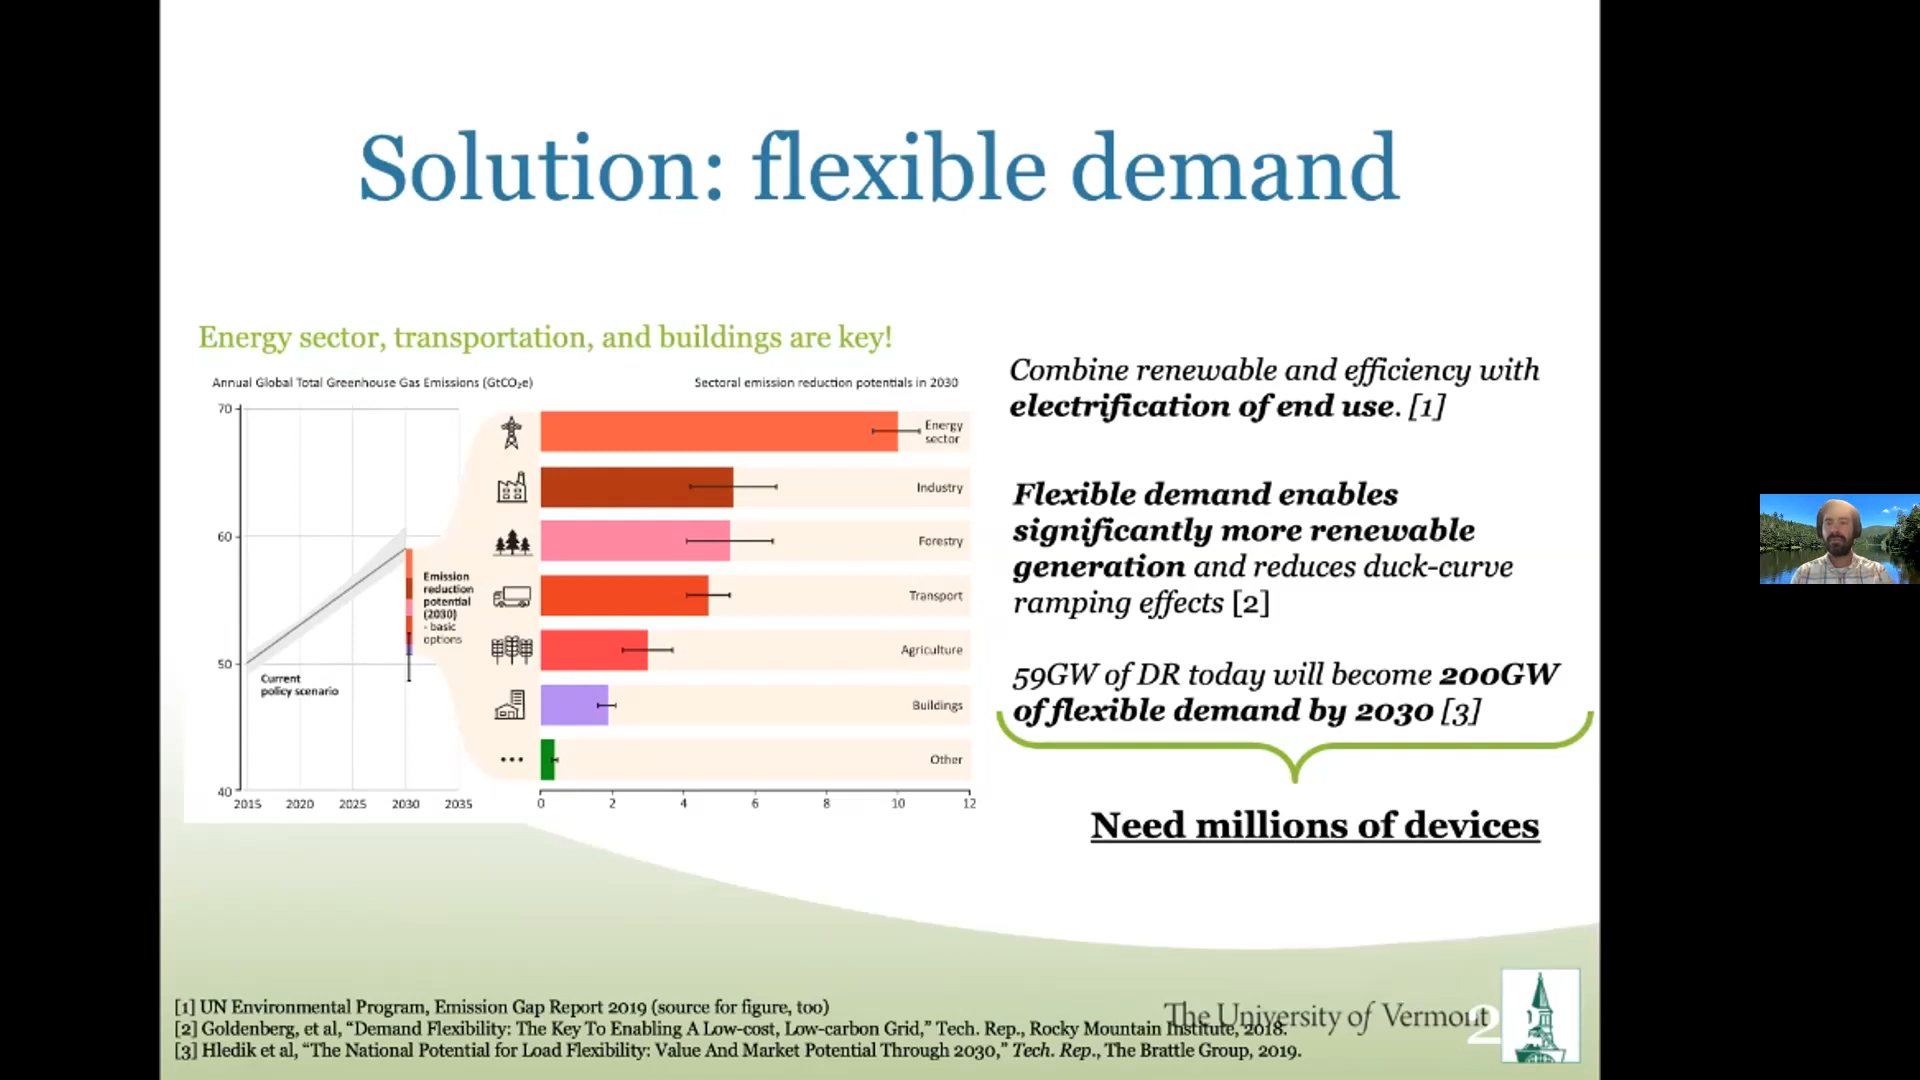 Solution: flexible demand
Energy sector, transportation, and buildings are key!
Annual Global Total Greenhouse Gas Emissions (GtCO₂e)
Sectoral emission reduction potentials in 2030
70
60
50
40
2015
2020
2025
2030
2035
Current
policy scenario
Emission
reduction
potential
(2030)
- basic
options
Energy
sector
Industry
Forestry
Transport
Agriculture
Buildings
Other
0
2
4
6
8
10
12
Combine renewable and efficiency with
electrification of end use. [1]
Flexible demand enables
significantly more renewable
generation and reduces duck-curve
ramping effects [2]
59GW of DR today will become 200GW
of flexible demand by 2030 [3]
Need millions of devices
[1] UN Environmental Program, Emission Gap Report 2019 (source for figure, too)
[2] Goldenberg, et al, “Demand Flexibility: The Key To Enabling A Low-cost, Low-carbon Grid,” Tech. Rep., Rocky Mountain Institute, 2018.
[3] Hledik et al, “The National Potential for Load Flexibility: Value And Market Potential Through 2030,” Tech. Rep., The Brattle Group, 2019.
The University of Vermont
2